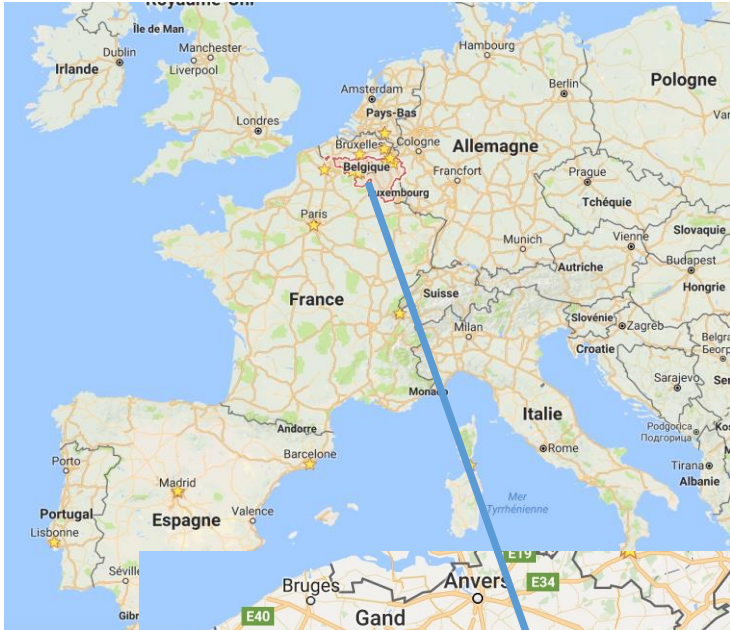 Île de Man
Dublin
Irlande
Manchester
Liverpool
Londres
Hambourg
Amsterdam
Berlin
Pologne
Pays-Bas
Bruxelles
Cologne
Allemagne
Belgique
Francfort
Prague
Tchéquie
Paris
Munich
Vienne
Slovaquie
Budapest
Autriche
Hongrie
France
Suisse
Milan
Slovénie
Zagreb
Croatie
Sarajevo
Monaco
Italie
Andorre
Barcelone
Rome
Podgorica
Подгорица
Tirana
Albanie
Porto
Madrid
Portugal
Espagne
Valence
Lisbonne
Mer
Tyrrhénienne
E19
Bruges
Anvers
E34
E40
Gand